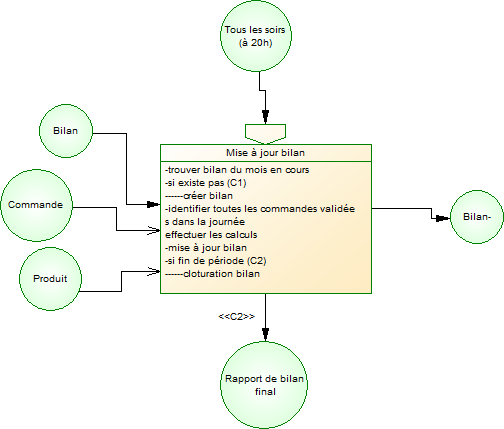 Tous les soirs
(à 20h)
Bilan
Mise à jour bilan
-trouver bilan du mois en cours
-si existe pas (C1)
------créer bilan
Commande
-identifier toutes les commandes validée
s dans la journée
effectuer les calculs
-mise à jour bilan
-si fin de période (C2)
------cloturation bilan
Bilan-
Produit
<<C2>>
Rapport de bilan
final